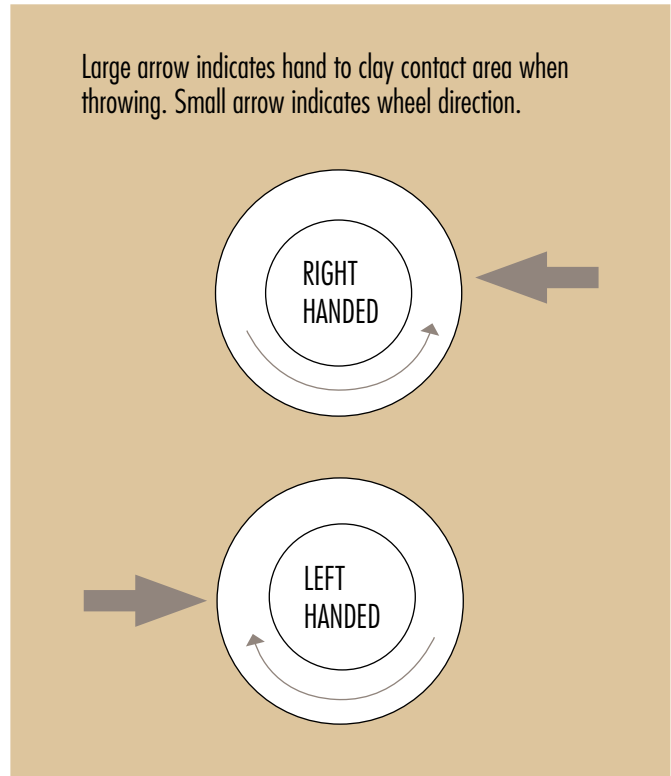 Large arrow indicates hand to clay contact area when
throwing. Small arrow indicates wheel direction.
RIGHT
HANDED
LEFT
HANDED